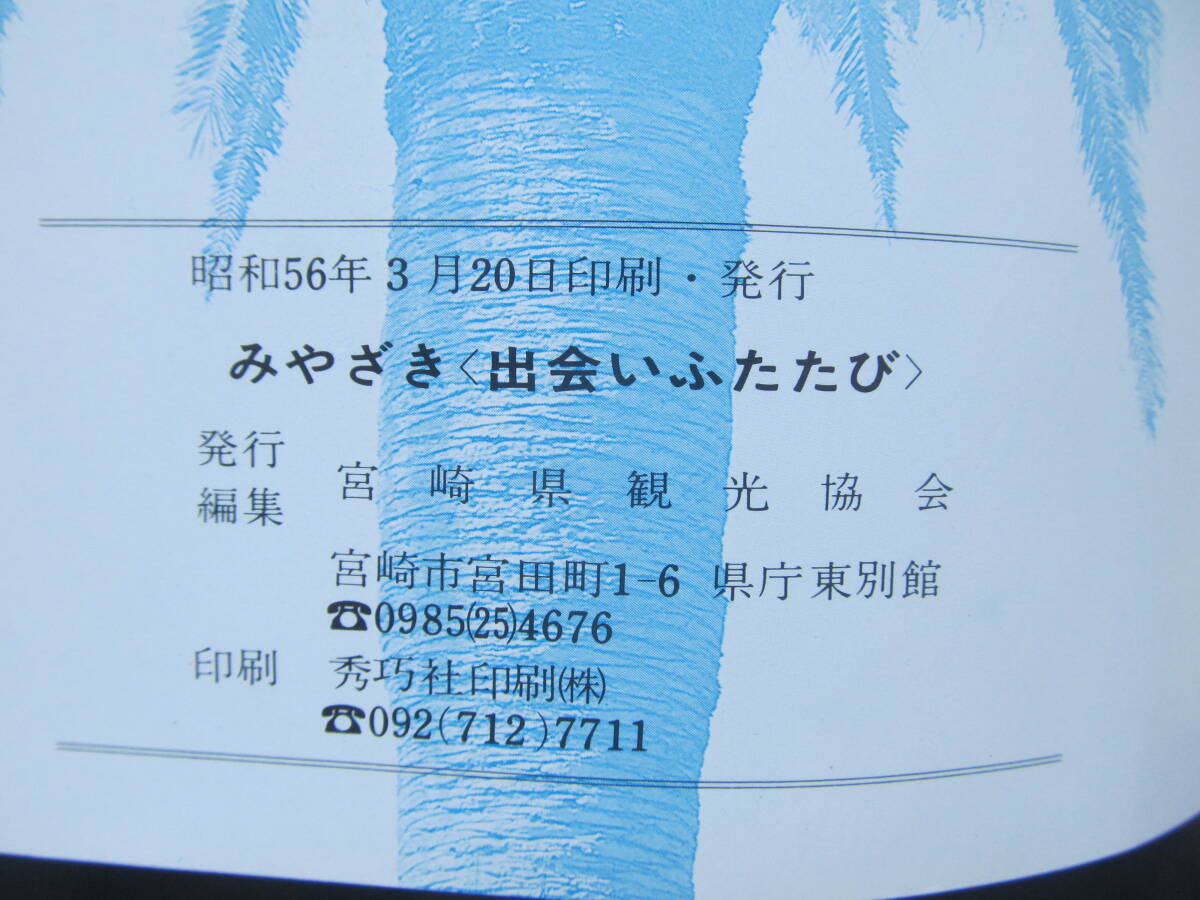 昭和56年3月20日印刷・発行
みやざき〈出会いふたたび〉
発行
編集 宮崎県観光協会
宮崎市宮田町1-6 県庁東別館
☎0985(25)4676
印刷 秀巧社印刷(株)
☎092(712)7711